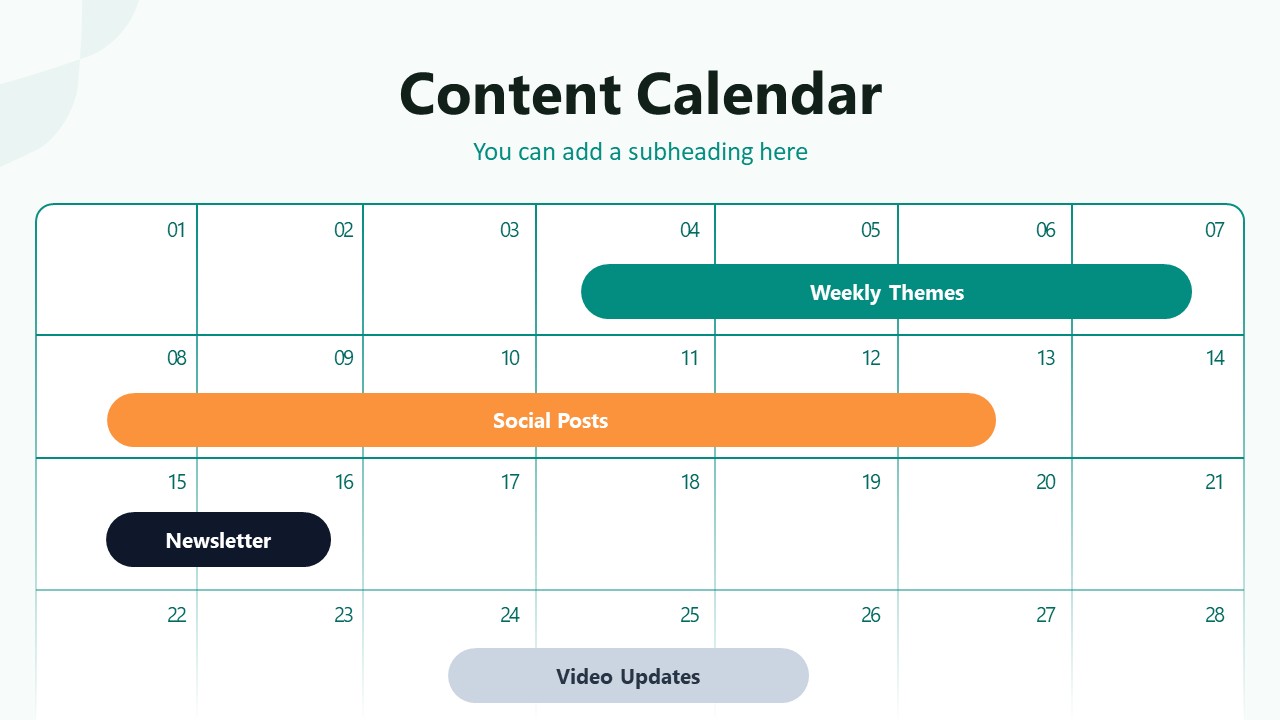 Content Calendar
You can add a subheading here
01 02 03 04 05 06 07
Weekly Themes
08 09 10 11 12 13 14
Social Posts
15 16 17 18 19 20 21
Newsletter
22 23 24 25 26 27 28
Video Updates